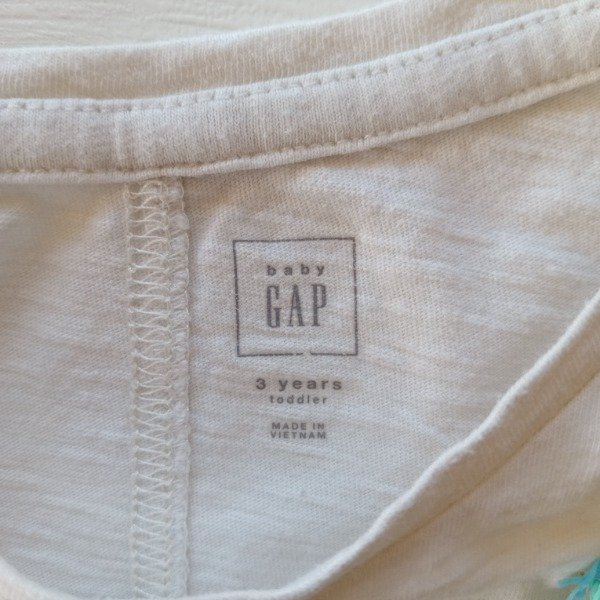 baby
GAP
3 years
toddler
MADE IN
VIETNAM